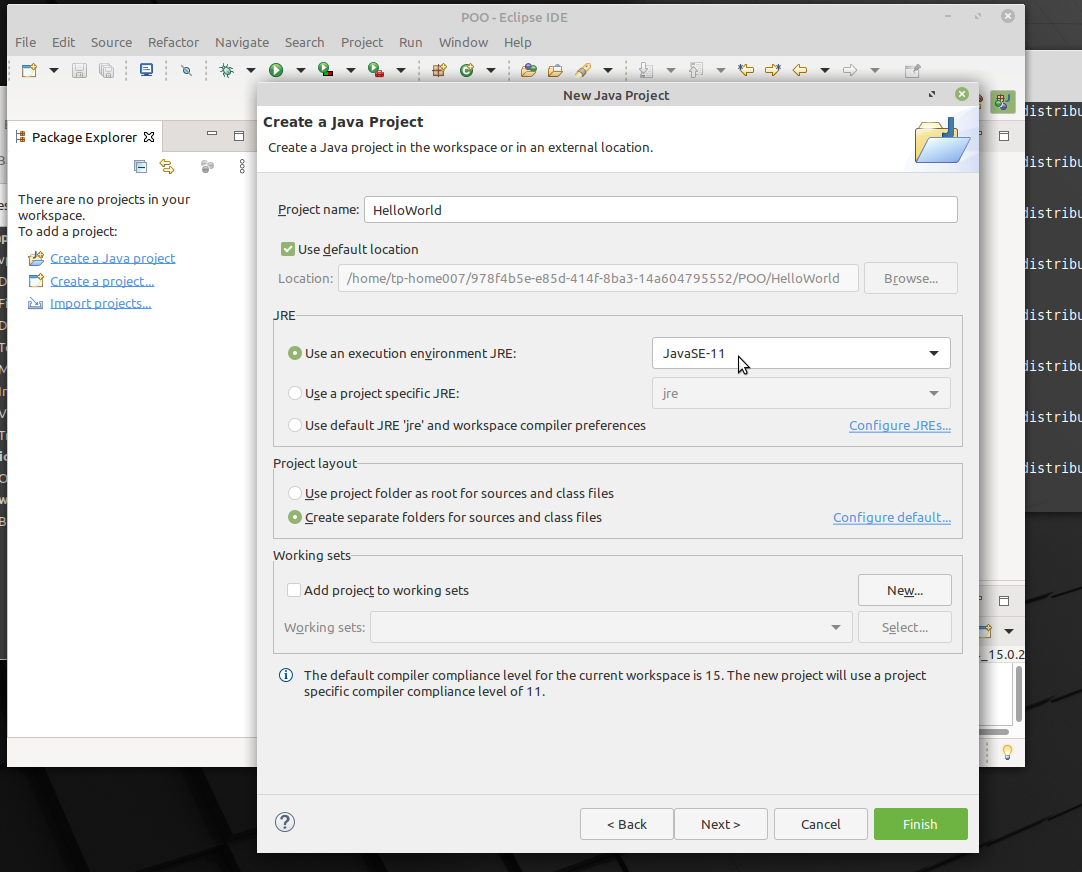 POO - Eclipse IDE
File Edit Source Refactor Navigate Search Project Run Window Help
New Java Project
Package Explorer
There are no projects in your
workspace.
To add a project:
Create a Java project
Create a project...
Import projects...
Create a Java Project
Create a Java project in the workspace or in an external location.
Project name: HelloWorld
Use default location
Location: /home/tp-home007/978f4b5e-e85d-414f-8ba3-14a604795552/POO/HelloWorld Browse...
JRE
Use an execution environment JRE: JavaSE-11
Use a project specific JRE: jre
Use default JRE 'jre' and workspace compiler preferences Configure JREs...
Project layout
Use project folder as root for sources and class files
Create separate folders for sources and class files Configure default...
Working sets
Add project to working sets New...
Working sets: Select...
The default compiler compliance level for the current workspace is 15. The new project will use a project
specific compiler compliance level of 11.
< Back Next > Cancel Finish
distribu
distribu
distribu
distribu
distribu
distribu
distribu
distribu
_15.0.2